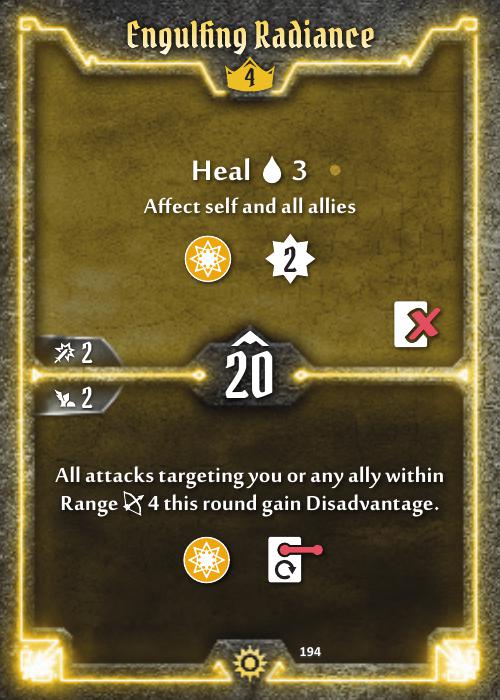 Engulfing Radiance
4
Heal 3
Affect self and all allies
2
2
20
2
All attacks targeting you or any ally within
Range 4 this round gain Disadvantage.
194